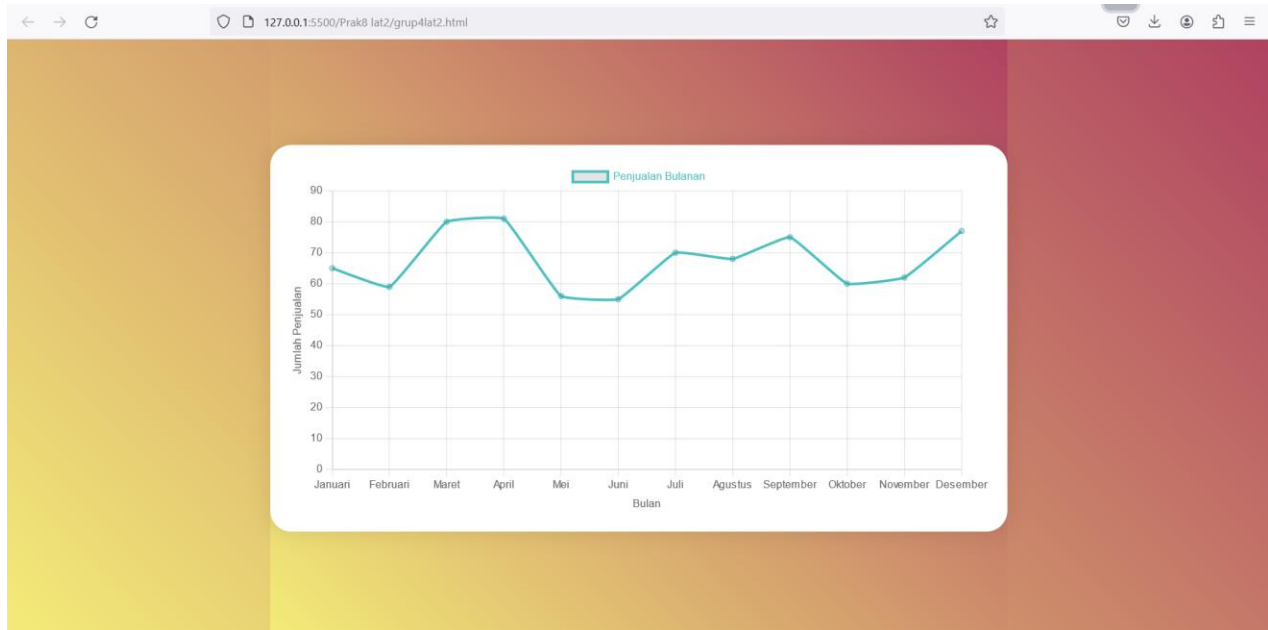 127.0.0.1:5500/Prak8 lat2/grup4lat2.html
Penjualan Bulanan
90
80
70
60
50
40
30
20
10
0
Jumlah Penjualan
Januari Februari Maret April Mei Juni Juli Agustus September Oktober November Desember
Bulan